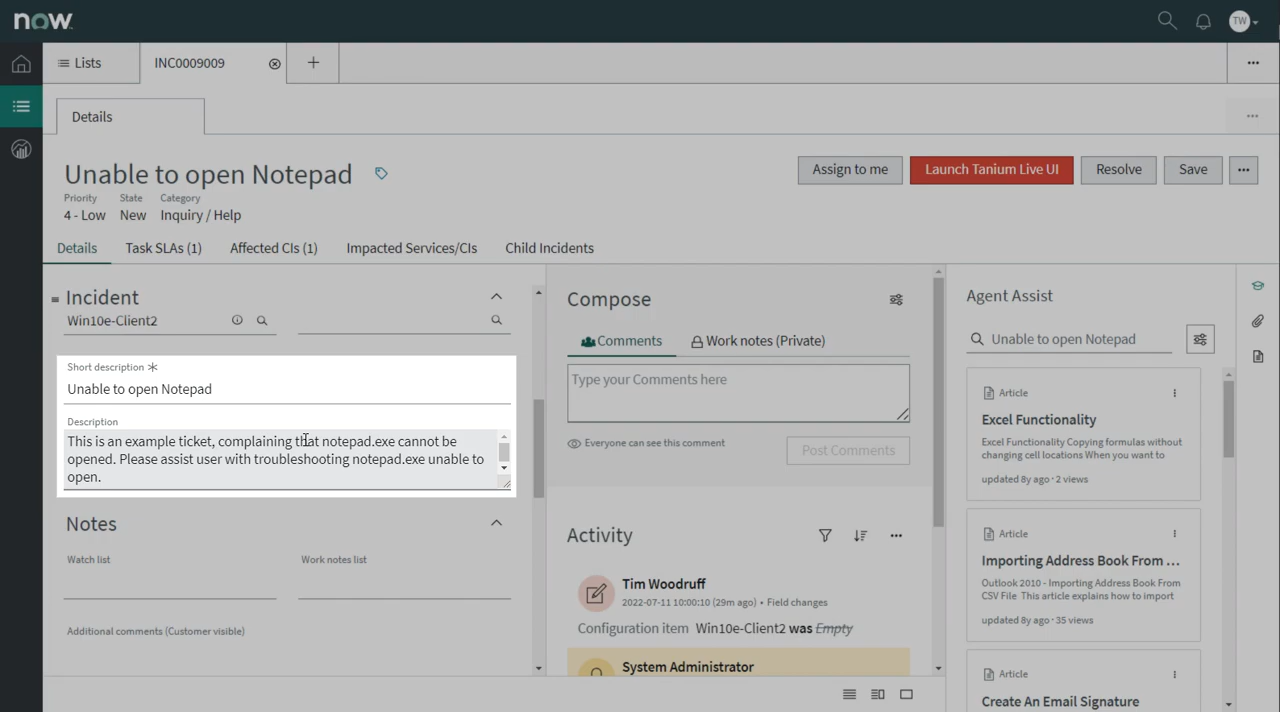 now
TW
Lists
INC0009009
Details
Unable to open Notepad
Assign to me
Launch Tanium Live UI
Resolve
Save
Priority
State
Category
4 - Low
New
Inquiry / Help
Details
Task SLAs (1)
Affected CIs (1)
Impacted Services/CIs
Child Incidents
Incident
Win10e-Client2
Short description
Unable to open Notepad
Description
This is an example ticket, complaining that notepad.exe cannot be
opened. Please assist user with troubleshooting notepad.exe unable to
open.
Notes
Watch list
Work notes list
Additional comments (Customer visible)
Compose
Comments
Work notes (Private)
Type your Comments here
Everyone can see this comment
Post Comments
Activity
Tim Woodruff
2022-07-11 10:00:10 (29m ago) • Field changes
Configuration item Win10e-Client2 was Empty
System Administrator
Agent Assist
Unable to open Notepad
Article
Excel Functionality
Excel Functionality Copying formulas without
changing cell locations When you want to
updated 8y ago · 2 views
Article
Importing Address Book From ...
Outlook 2010 - Importing Address Book From
CSV File This article explains how to import
updated 8y ago · 35 views
Article
Create An Email Signature